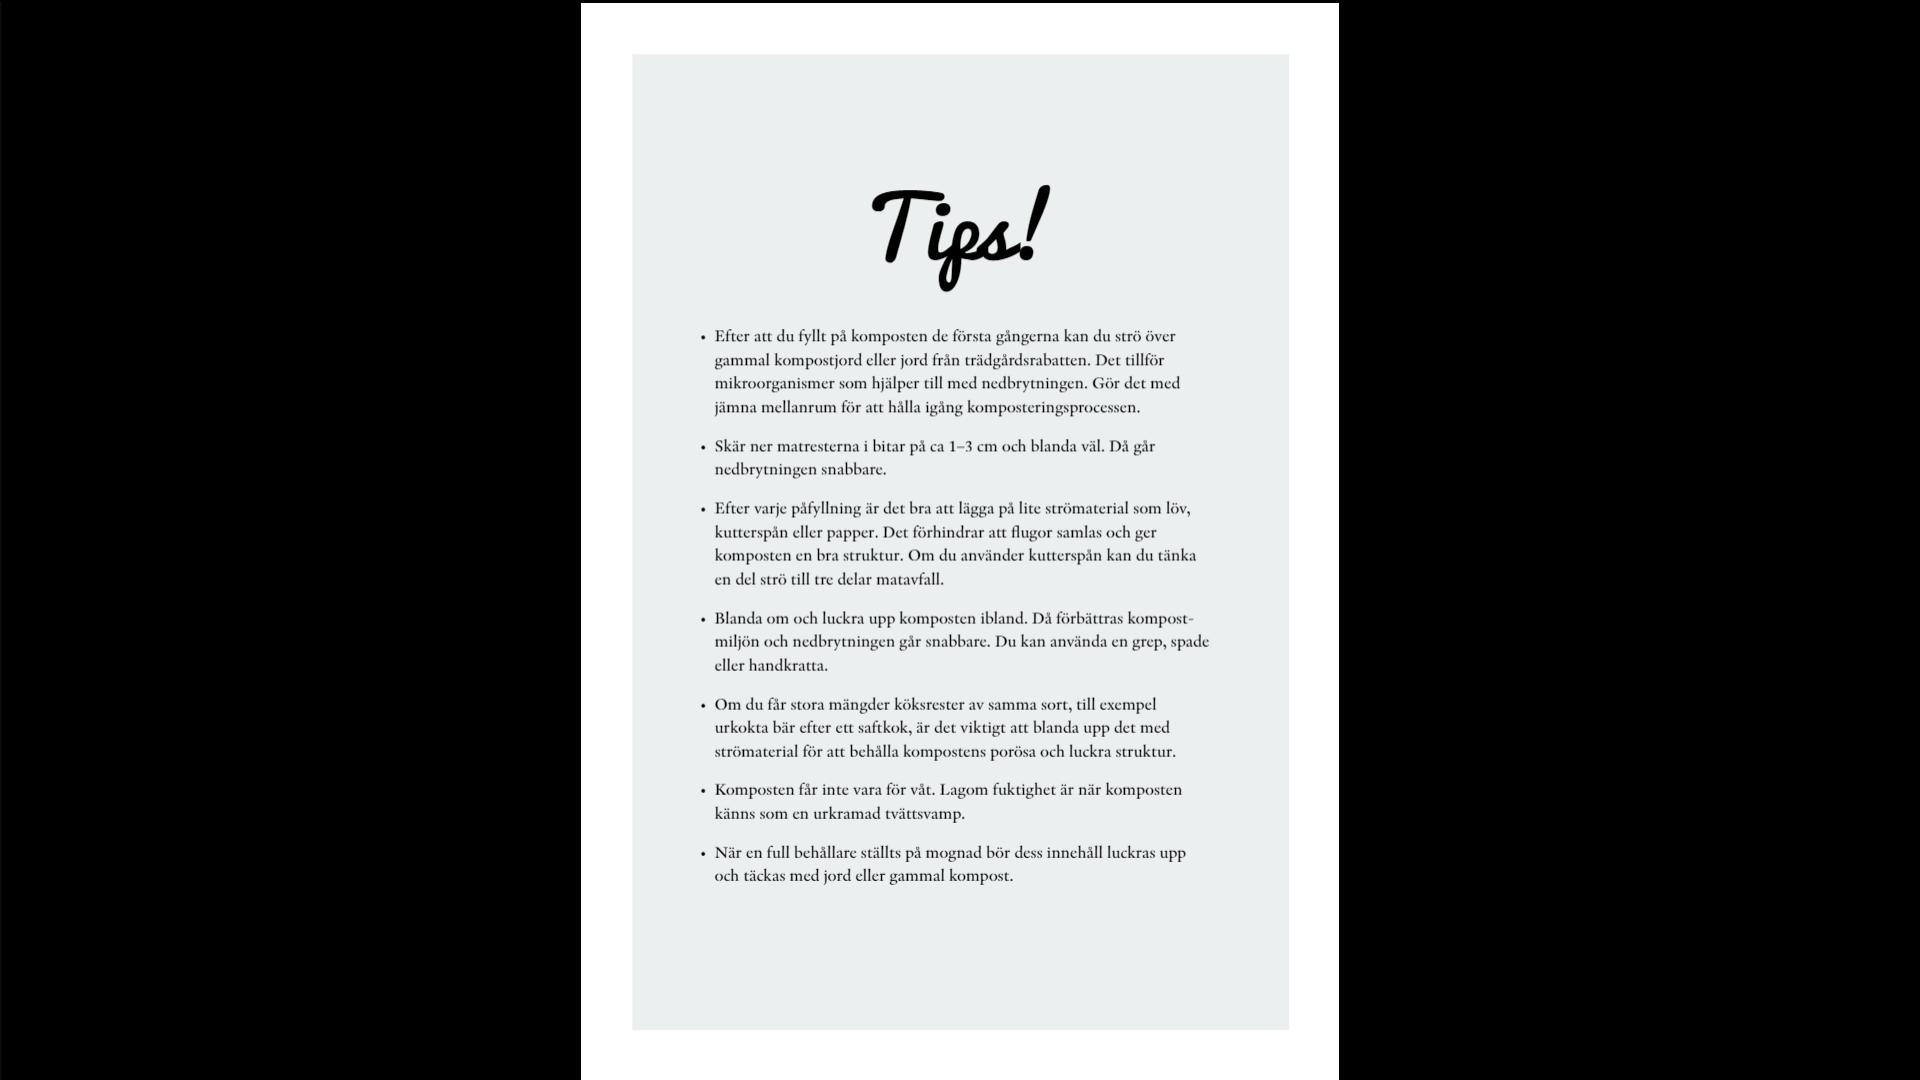 Tips!
• Efter att du fyllt på komposten de första gångerna kan du strö över
gammal kompostjord eller jord från trädgårdsrabatten. Det tillför
mikroorganismer som hjälper till med nedbrytningen. Gör det med
jämna mellanrum för att hålla igång komposteringsprocessen.
• Skär ner matresterna i bitar på ca 1–3 cm och blanda väl. Då går
nedbrytningen snabbare.
• Efter varje påfyllning är det bra att lägga på lite strömaterial som löv,
kutterspån eller papper. Det förhindrar att flugor samlas och ger
komposten en bra struktur. Om du använder kutterspån kan du tänka
en del strö till tre delar matavfall.
• Blanda om och luckra upp komposten ibland. Då förbättras kompost-
miljön och nedbrytningen går snabbare. Du kan använda en grep, spade
eller handkratta.
• Om du får stora mängder köksrester av samma sort, till exempel
urkokta bär efter ett saftkok, är det viktigt att blanda upp det med
strömaterial för att behålla kompostens porösa och luckra struktur.
• Komposten får inte vara för våt. Lagom fuktighet är när komposten
känns som en urkramad tvättsvamp.
• När en full behållare ställts på mognad bör dess innehåll luckras upp
och täckas med jord eller gammal kompost.